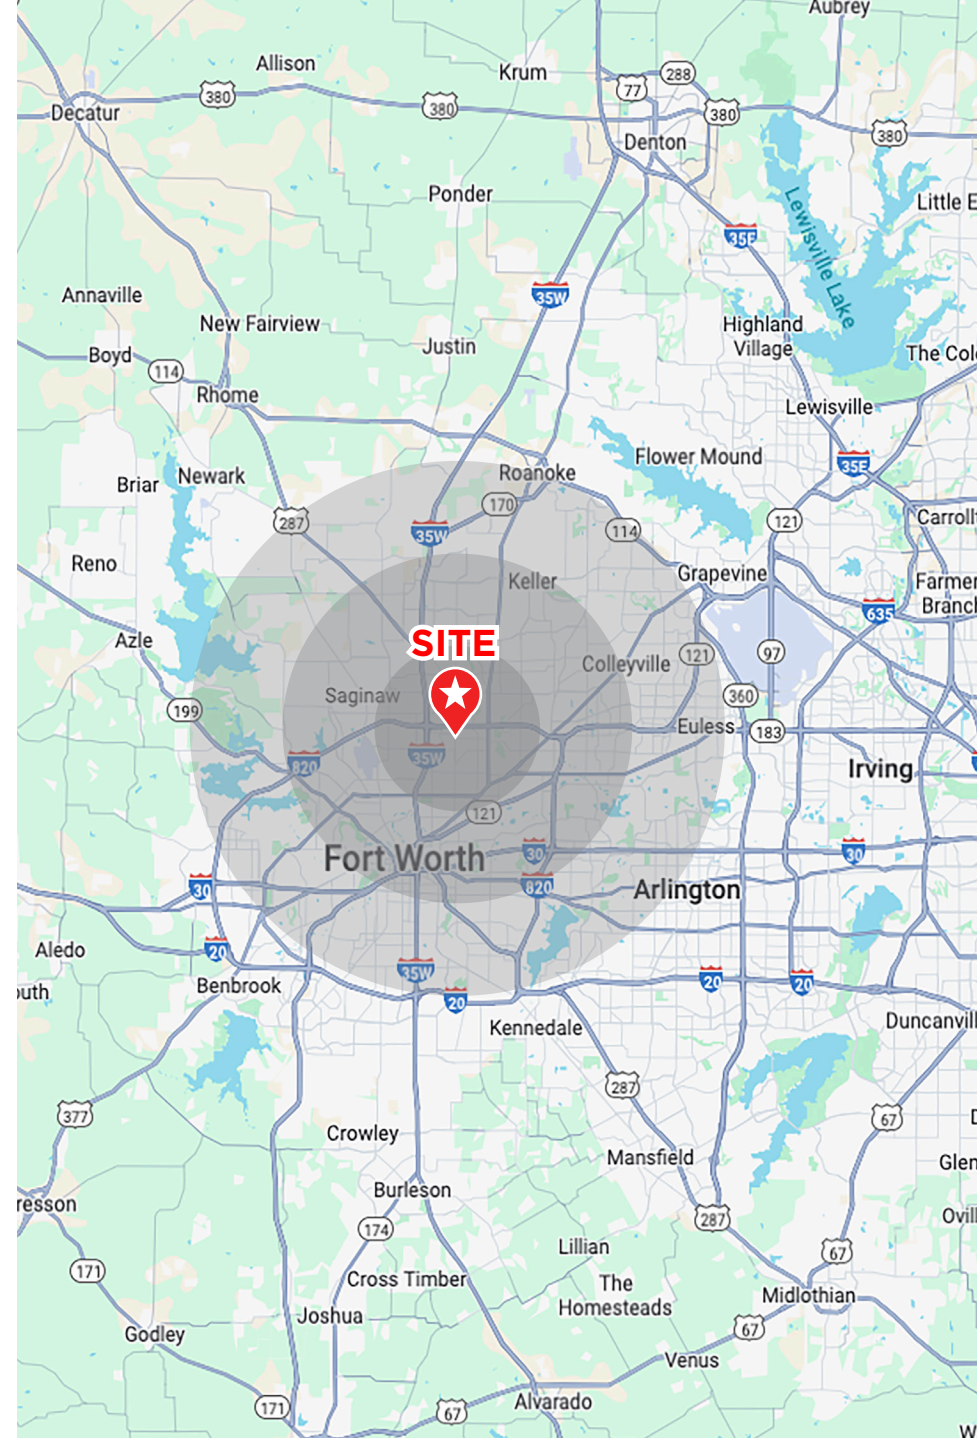 Aubrey
Allison
Krum
288
77
380
380
380
380
Decatur
Denton
Ponder
Little E
35E
Lewisville Lake
Annaville
35W
New Fairview
Highland
Village
Justin
Boyd
The Col
114
Rhome
Lewisville
Flower Mound
35E
Roanoke
Briar
Newark
170
287
121
Carroll
35W
114
Reno
Keller
Grapevine
Farmer
Branch
635
Azle
SITE
97
121
Colleyville
Saginaw
360
199
Euless
183
35W
820
Irving
121
30
30
Fort Worth
820
30
Arlington
20
Aledo
35W
20
20
Benbrook
outh
20
Kennedale
Duncanvill
287
377
67
Crowley
Mansfield
Glen
Burleson
resson
287
Ovil
174
Lillian
67
171
Cross Timber
The
Homesteads
Midlothian
Joshua
67
Godley
Venus
171
67
Alvarado
W